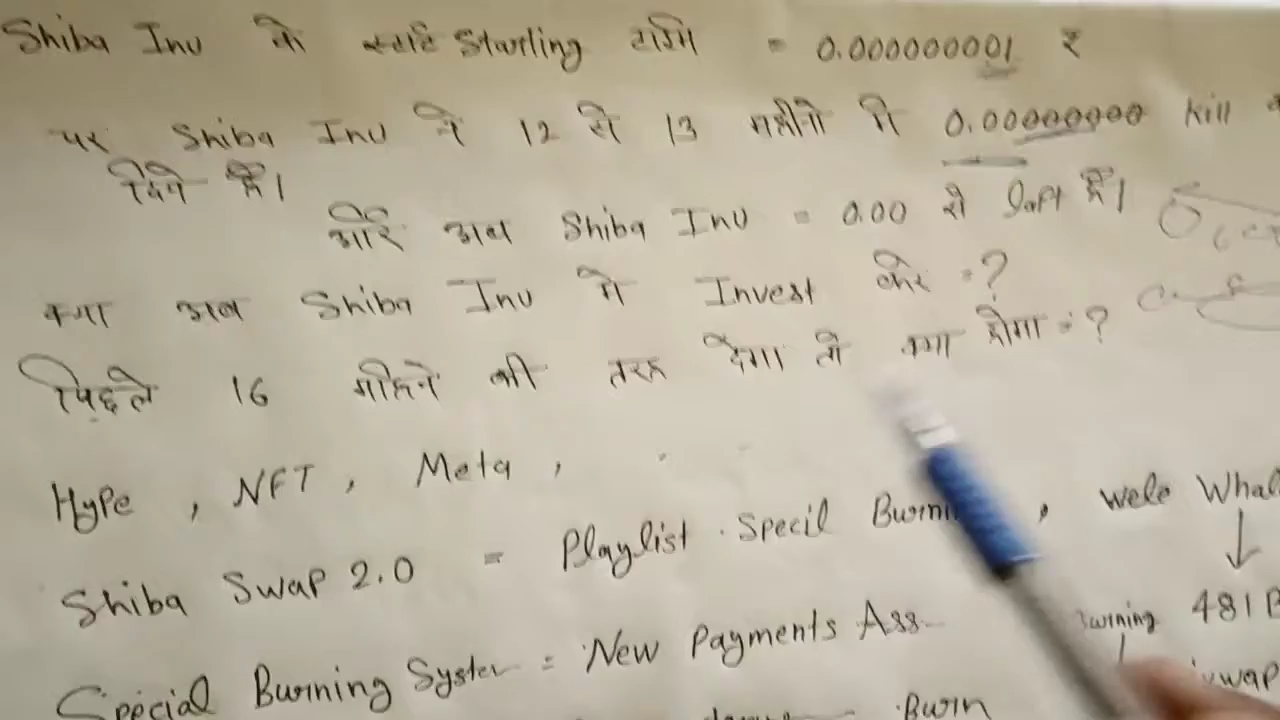 Shiba Inu के स्टार्ट Starling टाइम = 0.000000001 ₹
पर Shiba Inu ने 12 से 13 महीनो मे 0.00000000 kill
दिये है।
और अब Shiba Inu = 0.00 से left है।
क्या अब Shiba Inu मे Invest करे =?
पिछले 16 महिने की तरह देगा तो क्या होगा =?
Hype , NFT , Meta ,
Shiba Swap 2.0 = Playlist . Specil Burni , wele Whal
Special Burning System = New Payments Ass 481 B
Burn